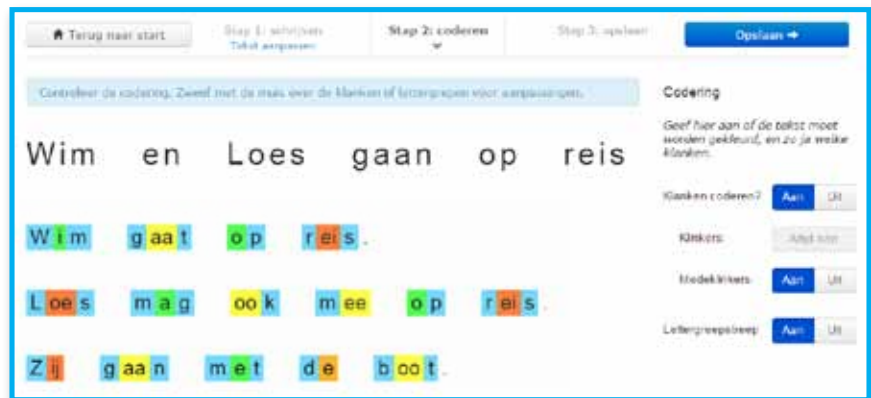 Terug naar start
Stap 1: schrijven
Tekst aanpassen
Stap 2: coderen
Stap 3: opslaan
Opslaan ➔
Controleer de codering. Zweef met de muis over de klanken of lettergrepen voor aanpassingen.
Codering
Geef hier aan of de tekst moet
worden gekleurd, en zo ja welke
klanken.
Wim en Loes gaan op reis
Klanken coderen? Aan Uit
Klinkers
Medeklinkers Aan Uit
Lettergreepstreep Aan Uit
Wim gaat op reis.
Loes mag ook mee op reis.
Zij gaan met de boot.